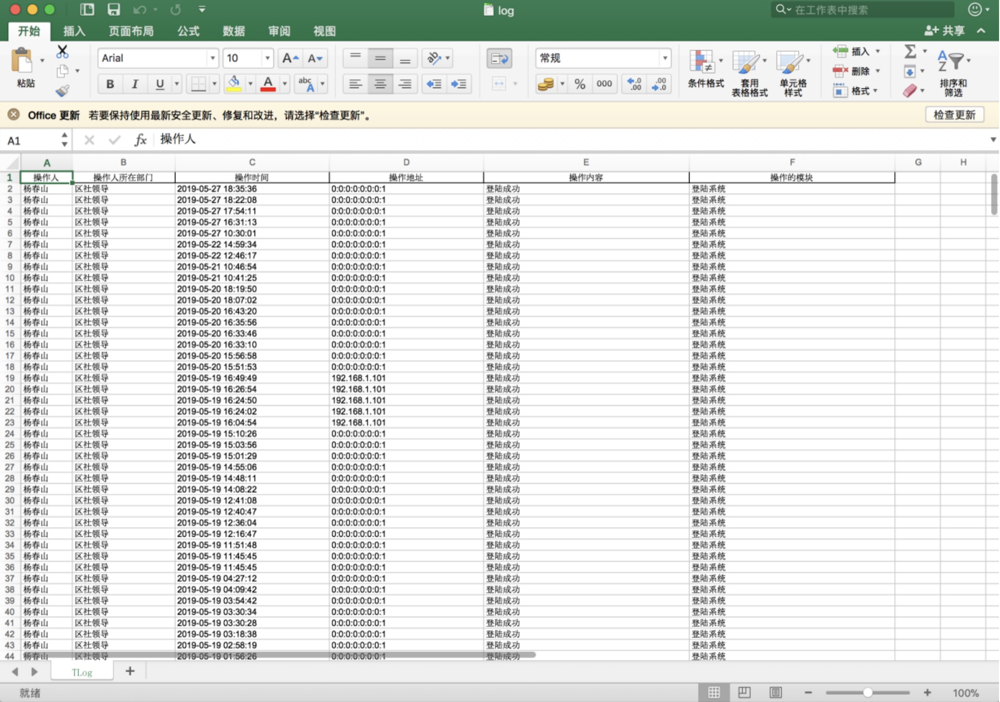 log
在工作表中搜索
开始 插入 页面布局 公式 数据 审阅 视图
共享
粘贴
Arial 10 A A
B I U A abc A
常规
% 000 .0 .00 .00 .0
条件格式
套用 表格格式
单元格 样式
插入
删除
格式
排序和 筛选
Office 更新 若要保持使用最新安全更新、修复和改进，请选择“检查更新”。 检查更新
A1 fx 操作人
A B C D E F G H
1 操作人 操作人所在部门 操作时间 操作地址 操作内容 操作的模块
2 杨春山 区社领导 2019-05-27 18:35:36 0:0:0:0:0:0:0:1 登陆成功 登陆系统
3 杨春山 区社领导 2019-05-27 18:22:08 0:0:0:0:0:0:0:1 登陆成功 登陆系统
4 杨春山 区社领导 2019-05-27 17:54:11 0:0:0:0:0:0:0:1 登陆成功 登陆系统
5 杨春山 区社领导 2019-05-27 16:31:13 0:0:0:0:0:0:0:1 登陆成功 登陆系统
6 杨春山 区社领导 2019-05-27 10:30:01 0:0:0:0:0:0:0:1 登陆成功 登陆系统
7 杨春山 区社领导 2019-05-22 14:59:34 0:0:0:0:0:0:0:1 登陆成功 登陆系统
8 杨春山 区社领导 2019-05-22 12:46:17 0:0:0:0:0:0:0:1 登陆成功 登陆系统
9 杨春山 区社领导 2019-05-21 10:46:54 0:0:0:0:0:0:0:1 登陆成功 登陆系统
10 杨春山 区社领导 2019-05-21 10:41:25 0:0:0:0:0:0:0:1 登陆成功 登陆系统
11 杨春山 区社领导 2019-05-20 18:19:50 0:0:0:0:0:0:0:1 登陆成功 登陆系统
12 杨春山 区社领导 2019-05-20 18:07:02 0:0:0:0:0:0:0:1 登陆成功 登陆系统
13 杨春山 区社领导 2019-05-20 16:43:20 0:0:0:0:0:0:0:1 登陆成功 登陆系统
14 杨春山 区社领导 2019-05-20 16:35:56 0:0:0:0:0:0:0:1 登陆成功 登陆系统
15 杨春山 区社领导 2019-05-20 16:33:46 0:0:0:0:0:0:0:1 登陆成功 登陆系统
16 杨春山 区社领导 2019-05-20 16:33:10 0:0:0:0:0:0:0:1 登陆成功 登陆系统
17 杨春山 区社领导 2019-05-20 15:56:58 0:0:0:0:0:0:0:1 登陆成功 登陆系统
18 杨春山 区社领导 2019-05-20 15:51:53 0:0:0:0:0:0:0:1 登陆成功 登陆系统
19 杨春山 区社领导 2019-05-19 16:49:49 192.168.1.101 登陆成功 登陆系统
20 杨春山 区社领导 2019-05-19 16:26:54 192.168.1.101 登陆成功 登陆系统
21 杨春山 区社领导 2019-05-19 16:24:50 192.168.1.101 登陆成功 登陆系统
22 杨春山 区社领导 2019-05-19 16:24:02 192.168.1.101 登陆成功 登陆系统
23 杨春山 区社领导 2019-05-19 16:04:54 192.168.1.101 登陆成功 登陆系统
24 杨春山 区社领导 2019-05-19 15:10:26 0:0:0:0:0:0:0:1 登陆成功 登陆系统
25 杨春山 区社领导 2019-05-19 15:03:56 0:0:0:0:0:0:0:1 登陆成功 登陆系统
26 杨春山 区社领导 2019-05-19 15:01:29 0:0:0:0:0:0:0:1 登陆成功 登陆系统
27 杨春山 区社领导 2019-05-19 14:55:06 0:0:0:0:0:0:0:1 登陆成功 登陆系统
28 杨春山 区社领导 2019-05-19 14:48:11 0:0:0:0:0:0:0:1 登陆成功 登陆系统
29 杨春山 区社领导 2019-05-19 14:08:22 0:0:0:0:0:0:0:1 登陆成功 登陆系统
30 杨春山 区社领导 2019-05-19 12:41:08 0:0:0:0:0:0:0:1 登陆成功 登陆系统
31 杨春山 区社领导 2019-05-19 12:40:47 0:0:0:0:0:0:0:1 登陆成功 登陆系统
32 杨春山 区社领导 2019-05-19 12:36:04 0:0:0:0:0:0:0:1 登陆成功 登陆系统
33 杨春山 区社领导 2019-05-19 12:16:47 0:0:0:0:0:0:0:1 登陆成功 登陆系统
34 杨春山 区社领导 2019-05-19 11:51:48 0:0:0:0:0:0:0:1 登陆成功 登陆系统
35 杨春山 区社领导 2019-05-19 11:45:45 0:0:0:0:0:0:0:1 登陆成功 登陆系统
36 杨春山 区社领导 2019-05-19 11:45:45 0:0:0:0:0:0:0:1 登陆成功 登陆系统
37 杨春山 区社领导 2019-05-19 04:27:12 0:0:0:0:0:0:0:1 登陆成功 登陆系统
38 杨春山 区社领导 2019-05-19 04:09:42 0:0:0:0:0:0:0:1 登陆成功 登陆系统
39 杨春山 区社领导 2019-05-19 03:54:42 0:0:0:0:0:0:0:1 登陆成功 登陆系统
40 杨春山 区社领导 2019-05-19 03:30:34 0:0:0:0:0:0:0:1 登陆成功 登陆系统
41 杨春山 区社领导 2019-05-19 03:30:28 0:0:0:0:0:0:0:1 登陆成功 登陆系统
42 杨春山 区社领导 2019-05-19 03:18:38 0:0:0:0:0:0:0:1 登陆成功 登陆系统
43 杨春山 区社领导 2019-05-19 02:58:19 0:0:0:0:0:0:0:1 登陆成功 登陆系统
44 杨春山 区社领导 2019-05-19 01:56:26 0:0:0:0:0:0:0:1 登陆成功 登陆系统
TLog
就绪 100%